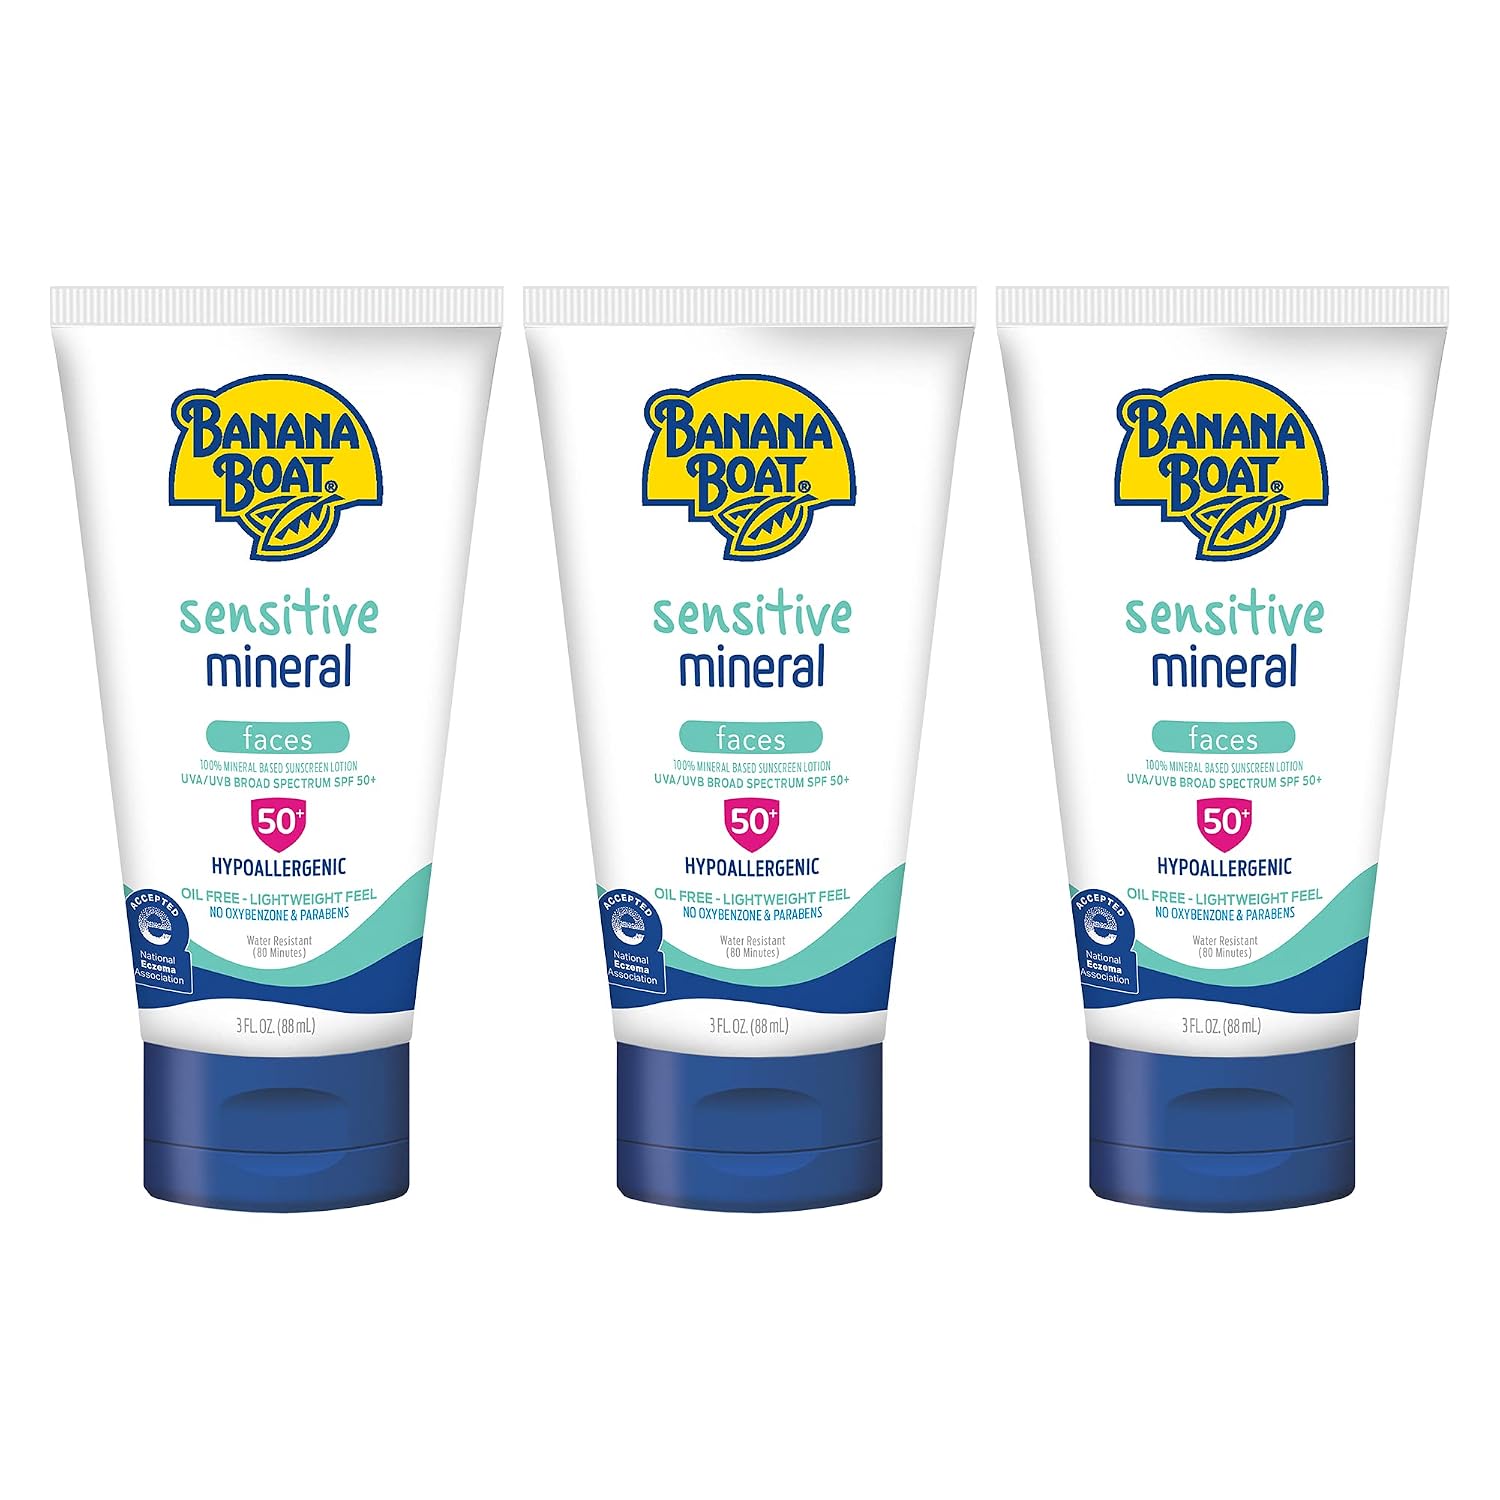 BANANA
BOAT®
sensitive
mineral
faces
100% MINERAL BASED SUNSCREEN LOTION
UVA/UVB BROAD SPECTRUM SPF 50+
50+
HYPOALLERGENIC
OIL FREE - LIGHTWEIGHT FEEL
NO OXYBENZONE & PARABENS
Water Resistant
(80 Minutes)
ACCEPTED
e
National
Eczema
Association
3 FL. OZ. (88 mL)
BANANA
BOAT®
sensitive
mineral
faces
100% MINERAL BASED SUNSCREEN LOTION
UVA/UVB BROAD SPECTRUM SPF 50+
50+
HYPOALLERGENIC
OIL FREE - LIGHTWEIGHT FEEL
NO OXYBENZONE & PARABENS
Water Resistant
(80 Minutes)
ACCEPTED
e
National
Eczema
Association
3 FL. OZ. (88 mL)
BANANA
BOAT®
sensitive
mineral
faces
100% MINERAL BASED SUNSCREEN LOTION
UVA/UVB BROAD SPECTRUM SPF 50+
50+
HYPOALLERGENIC
OIL FREE - LIGHTWEIGHT FEEL
NO OXYBENZONE & PARABENS
Water Resistant
(80 Minutes)
ACCEPTED
e
National
Eczema
Association
3 FL. OZ. (88 mL)